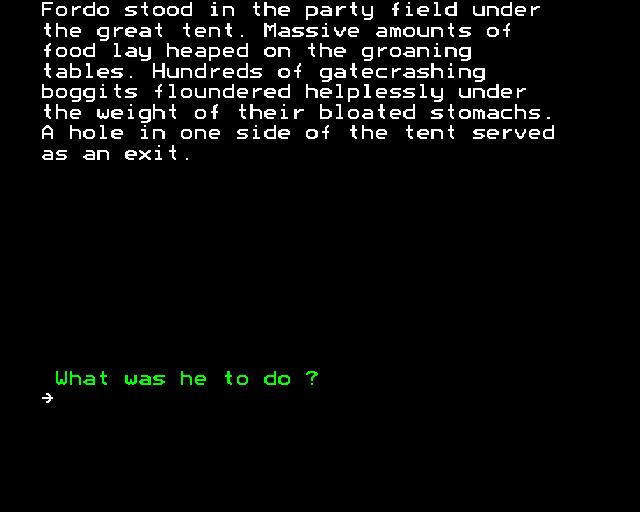 Fordo stood in the party field under
the great tent. Massive amounts of
food lay heaped on the groaning
tables. Hundreds of gatecrashing
boggits floundered helplessly under
the weight of their bloated stomachs.
A hole in one side of the tent served
as an exit.
What was he to do ?
→